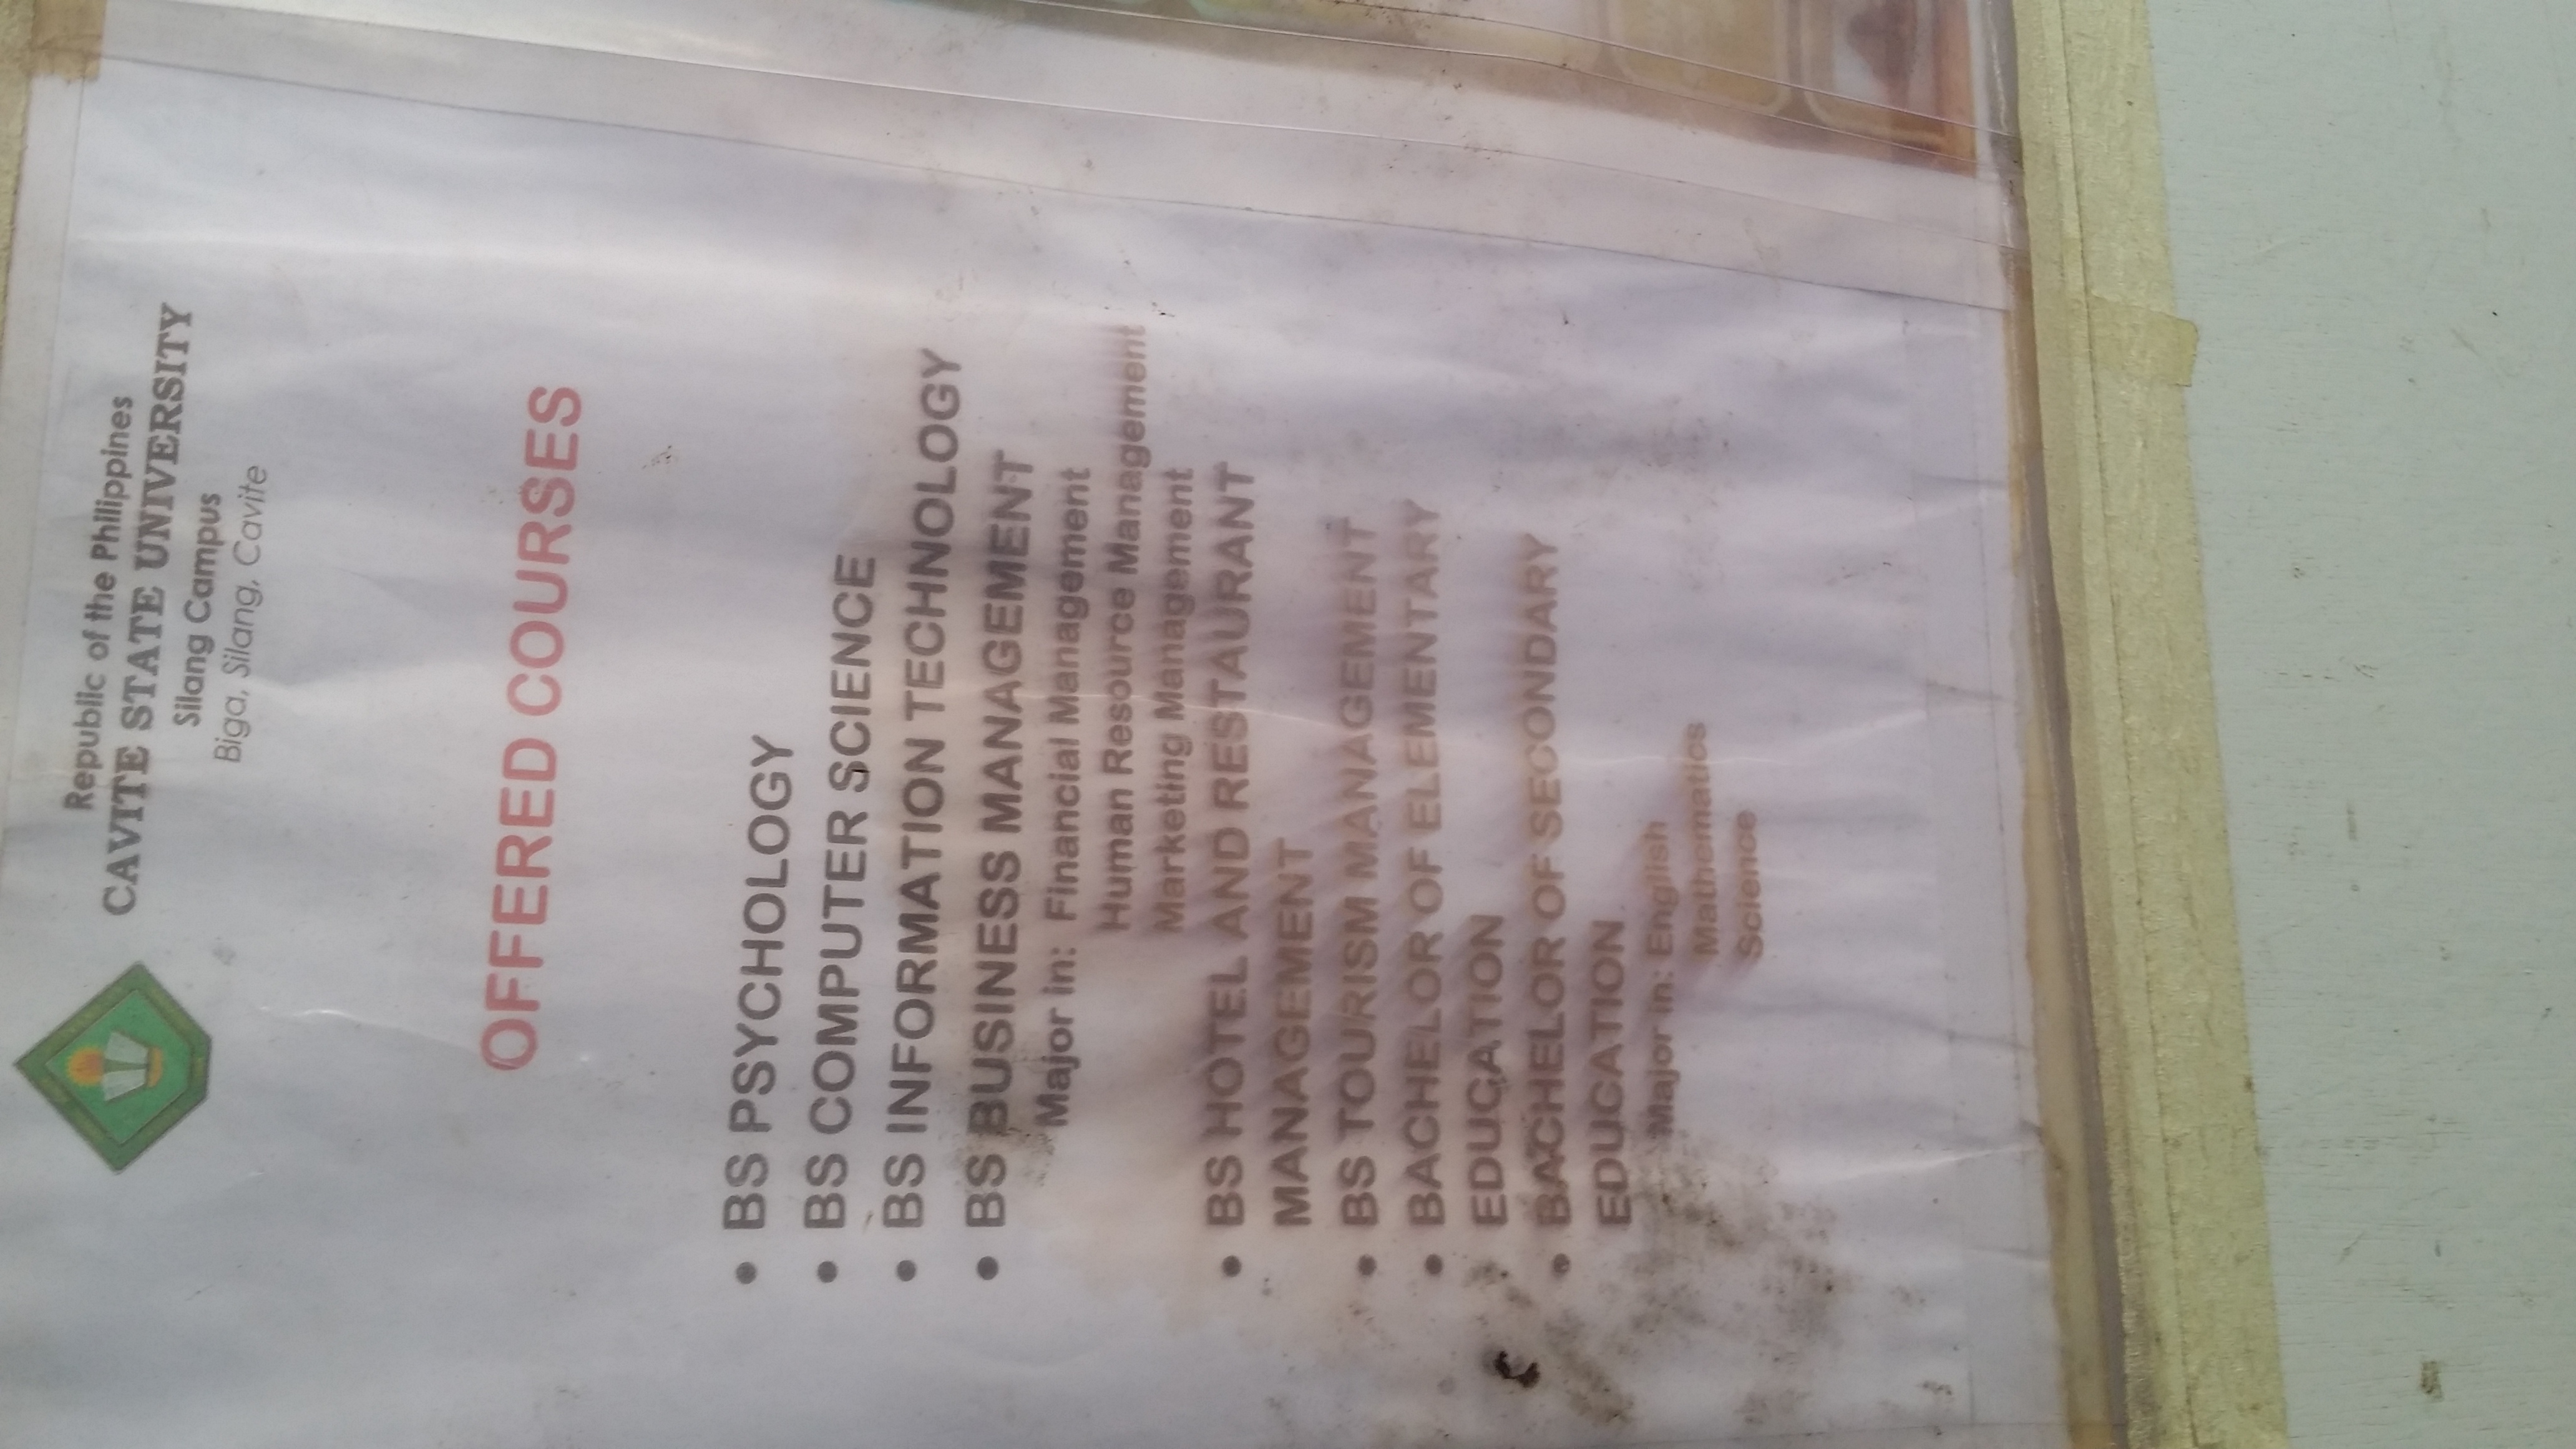 Republic of the Philippines
CAVITE STATE UNIVERSITY
Silang Campus
Biga, Silang, Cavite
OFFERED COURSES
• BS PSYCHOLOGY
• BS COMPUTER SCIENCE
• BS INFORMATION TECHNOLOGY
• BS BUSINESS MANAGEMENT
Major in: Financial Management
Human Resource Management
Marketing Management
• BS HOTEL AND RESTAURANT
MANAGEMENT
• BS TOURISM MANAGEMENT
• BACHELOR OF ELEMENTARY
EDUCATION
• BACHELOR OF SECONDARY
EDUCATION
Major in: English
Mathematics
Science